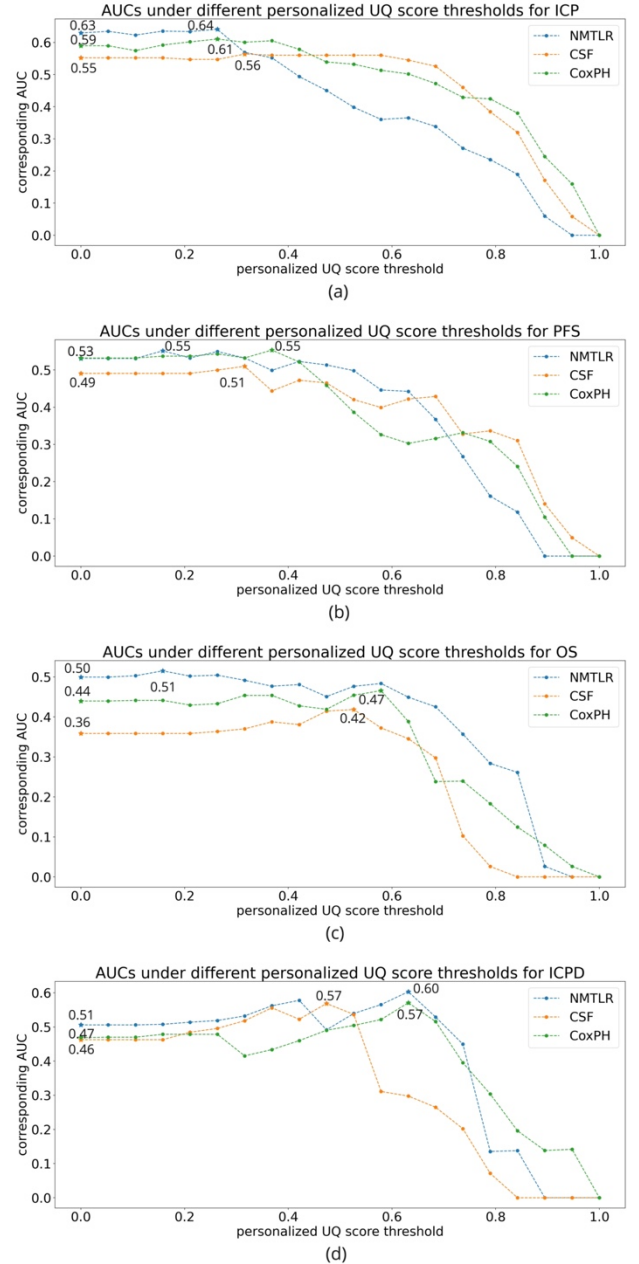 AUCs under different personalized UQ score thresholds for ICP
corresponding AUC
0.6
0.5
0.4
0.3
0.2
0.1
0.0
0.63
0.59
0.55
0.64
0.61
0.56
NMTLR
CSF
CoxPH
0.0 0.2 0.4 0.6 0.8 1.0
personalized UQ score threshold
(a)
AUCs under different personalized UQ score thresholds for PFS
corresponding AUC
0.5
0.4
0.3
0.2
0.1
0.0
0.53
0.49
0.55
0.51
0.55
NMTLR
CSF
CoxPH
0.0 0.2 0.4 0.6 0.8 1.0
personalized UQ score threshold
(b)
AUCs under different personalized UQ score thresholds for OS
corresponding AUC
0.5
0.4
0.3
0.2
0.1
0.0
0.50
0.44
0.36
0.51
0.47
0.42
NMTLR
CSF
CoxPH
0.0 0.2 0.4 0.6 0.8 1.0
personalized UQ score threshold
(c)
AUCs under different personalized UQ score thresholds for ICPD
corresponding AUC
0.6
0.5
0.4
0.3
0.2
0.1
0.0
0.51
0.47
0.46
0.57
0.60
0.57
NMTLR
CSF
CoxPH
0.0 0.2 0.4 0.6 0.8 1.0
personalized UQ score threshold
(d)